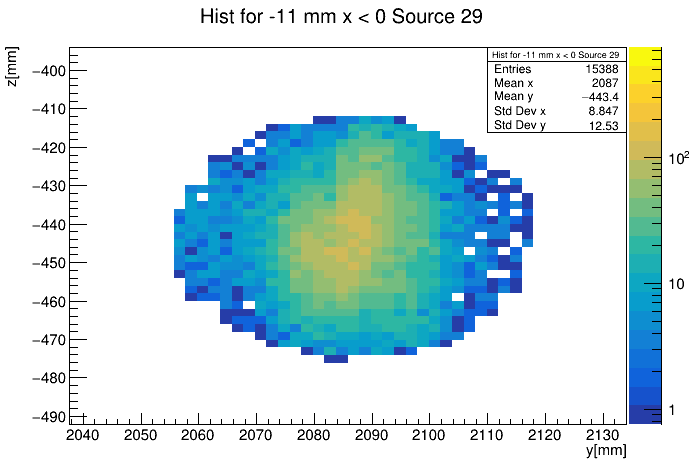 Hist for -11 mm x < 0 Source 29
z[mm]
Hist for -11 mm x < 0 Source 29
Entries 15388
Mean x 2087
Mean y −443.4
Std Dev x 8.847
Std Dev y 12.53
−400
−410
−420
−430
−440
−450
−460
−470
−480
−490
10²
10
1
2040 2050 2060 2070 2080 2090 2100 2110 2120 2130
y[mm]